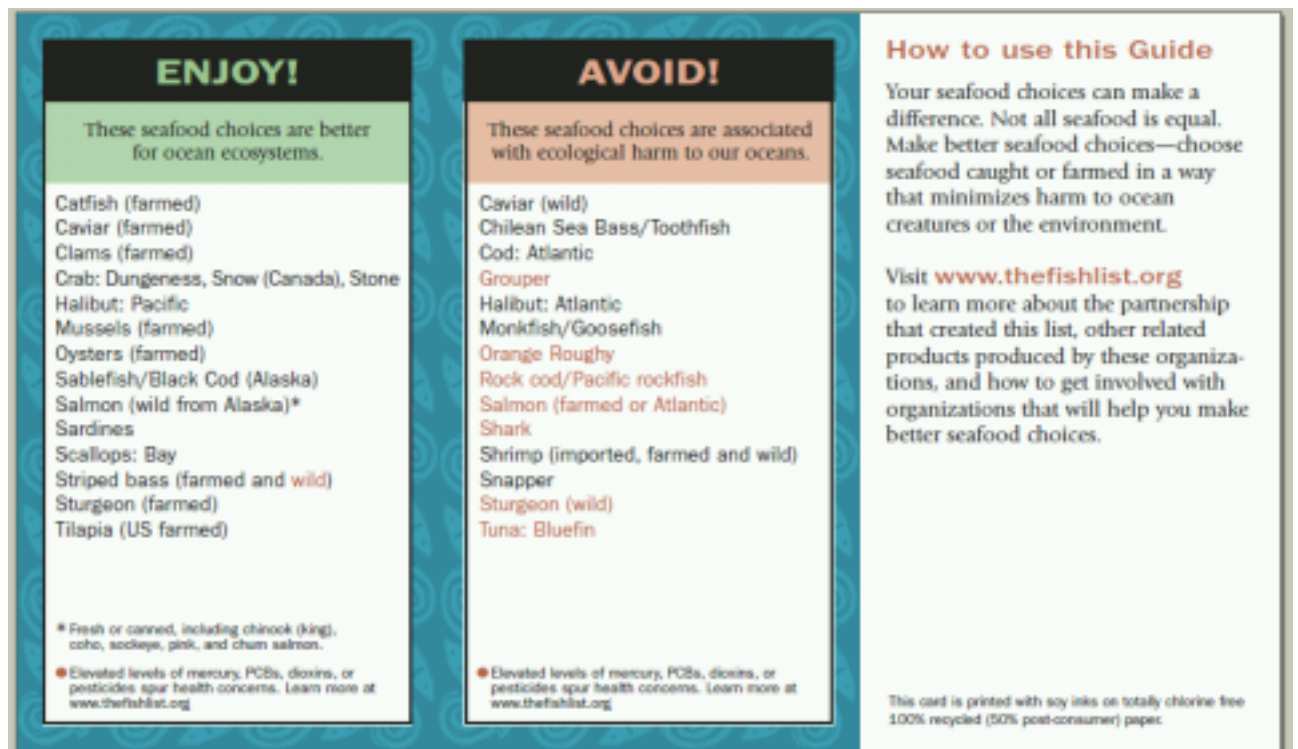 ENJOY!
These seafood choices are better
for ocean ecosystems.
Catfish (farmed)
Caviar (farmed)
Clams (farmed)
Crab: Dungeness, Snow (Canada), Stone
Halibut: Pacific
Mussels (farmed)
Oysters (farmed)
Sablefish/Black Cod (Alaska)
Salmon (wild from Alaska)*
Sardines
Scallops: Bay
Striped bass (farmed and wild)
Sturgeon (farmed)
Tilapia (US farmed)
* Fresh or canned, including chinook (king),
coho, sockeye, pink, and chum salmon.
● Elevated levels of mercury, PCBs, dioxins, or
pesticides spur health concerns. Learn more at
www.thefishlist.org
AVOID!
These seafood choices are associated
with ecological harm to our oceans.
Caviar (wild)
Chilean Sea Bass/Toothfish
Cod: Atlantic
Grouper
Halibut: Atlantic
Monkfish/Goosefish
Orange Roughy
Rock cod/Pacific rockfish
Salmon (farmed or Atlantic)
Shark
Shrimp (imported, farmed and wild)
Snapper
Sturgeon (wild)
Tuna: Bluefin
● Elevated levels of mercury, PCBs, dioxins, or
pesticides spur health concerns. Learn more at
www.thefishlist.org
How to use this Guide
Your seafood choices can make a
difference. Not all seafood is equal.
Make better seafood choices—choose
seafood caught or farmed in a way
that minimizes harm to ocean
creatures or the environment.
Visit www.thefishlist.org
to learn more about the partnership
that created this list, other related
products produced by these organiza-
tions, and how to get involved with
organizations that will help you make
better seafood choices.
This card is printed with soy inks on totally chlorine free
100% recycled (50% post-consumer) paper.